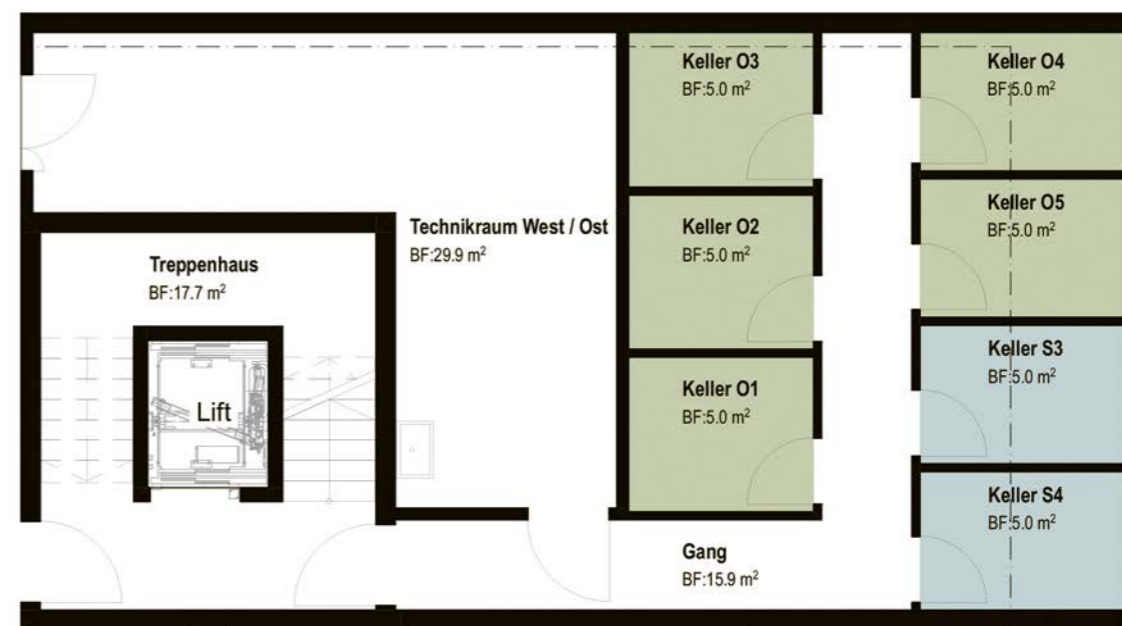 Keller O3
BF:5.0 m²
Keller O4
BF:5.0 m²
Technikraum West / Ost
BF:29.9 m²
Keller O2
BF:5.0 m²
Keller O5
BF:5.0 m²
Treppenhaus
BF:17.7 m²
Lift
Keller O1
BF:5.0 m²
Keller S3
BF:5.0 m²
Keller S4
BF:5.0 m²
Gang
BF:15.9 m²